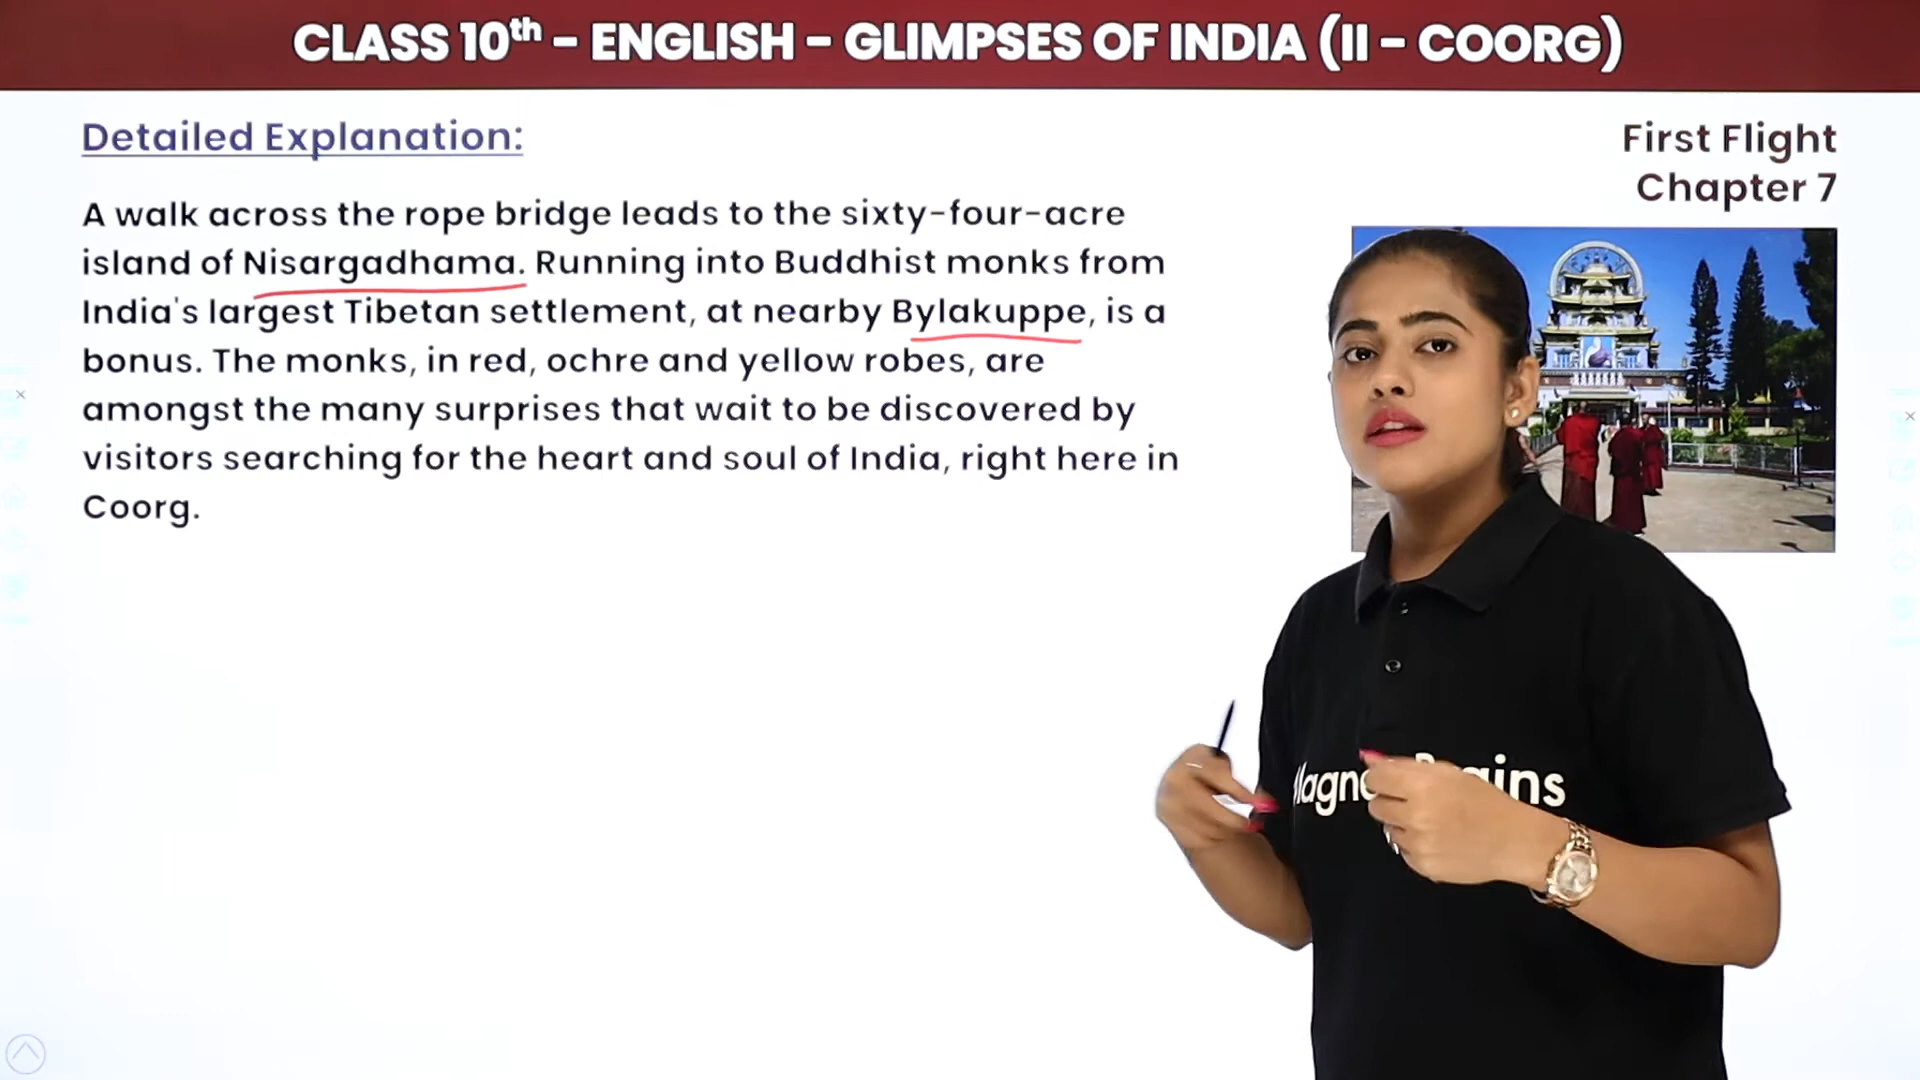 CLASS 10th – ENGLISH – GLIMPSES OF INDIA (II – COORG)
Detailed Explanation:
First Flight
Chapter 7
A walk across the rope bridge leads to the sixty-four-acre
island of Nisargadhama. Running into Buddhist monks from
India's largest Tibetan settlement, at nearby Bylakuppe, is a
bonus. The monks, in red, ochre and yellow robes, are
amongst the many surprises that wait to be discovered by
visitors searching for the heart and soul of India, right here in
Coorg.